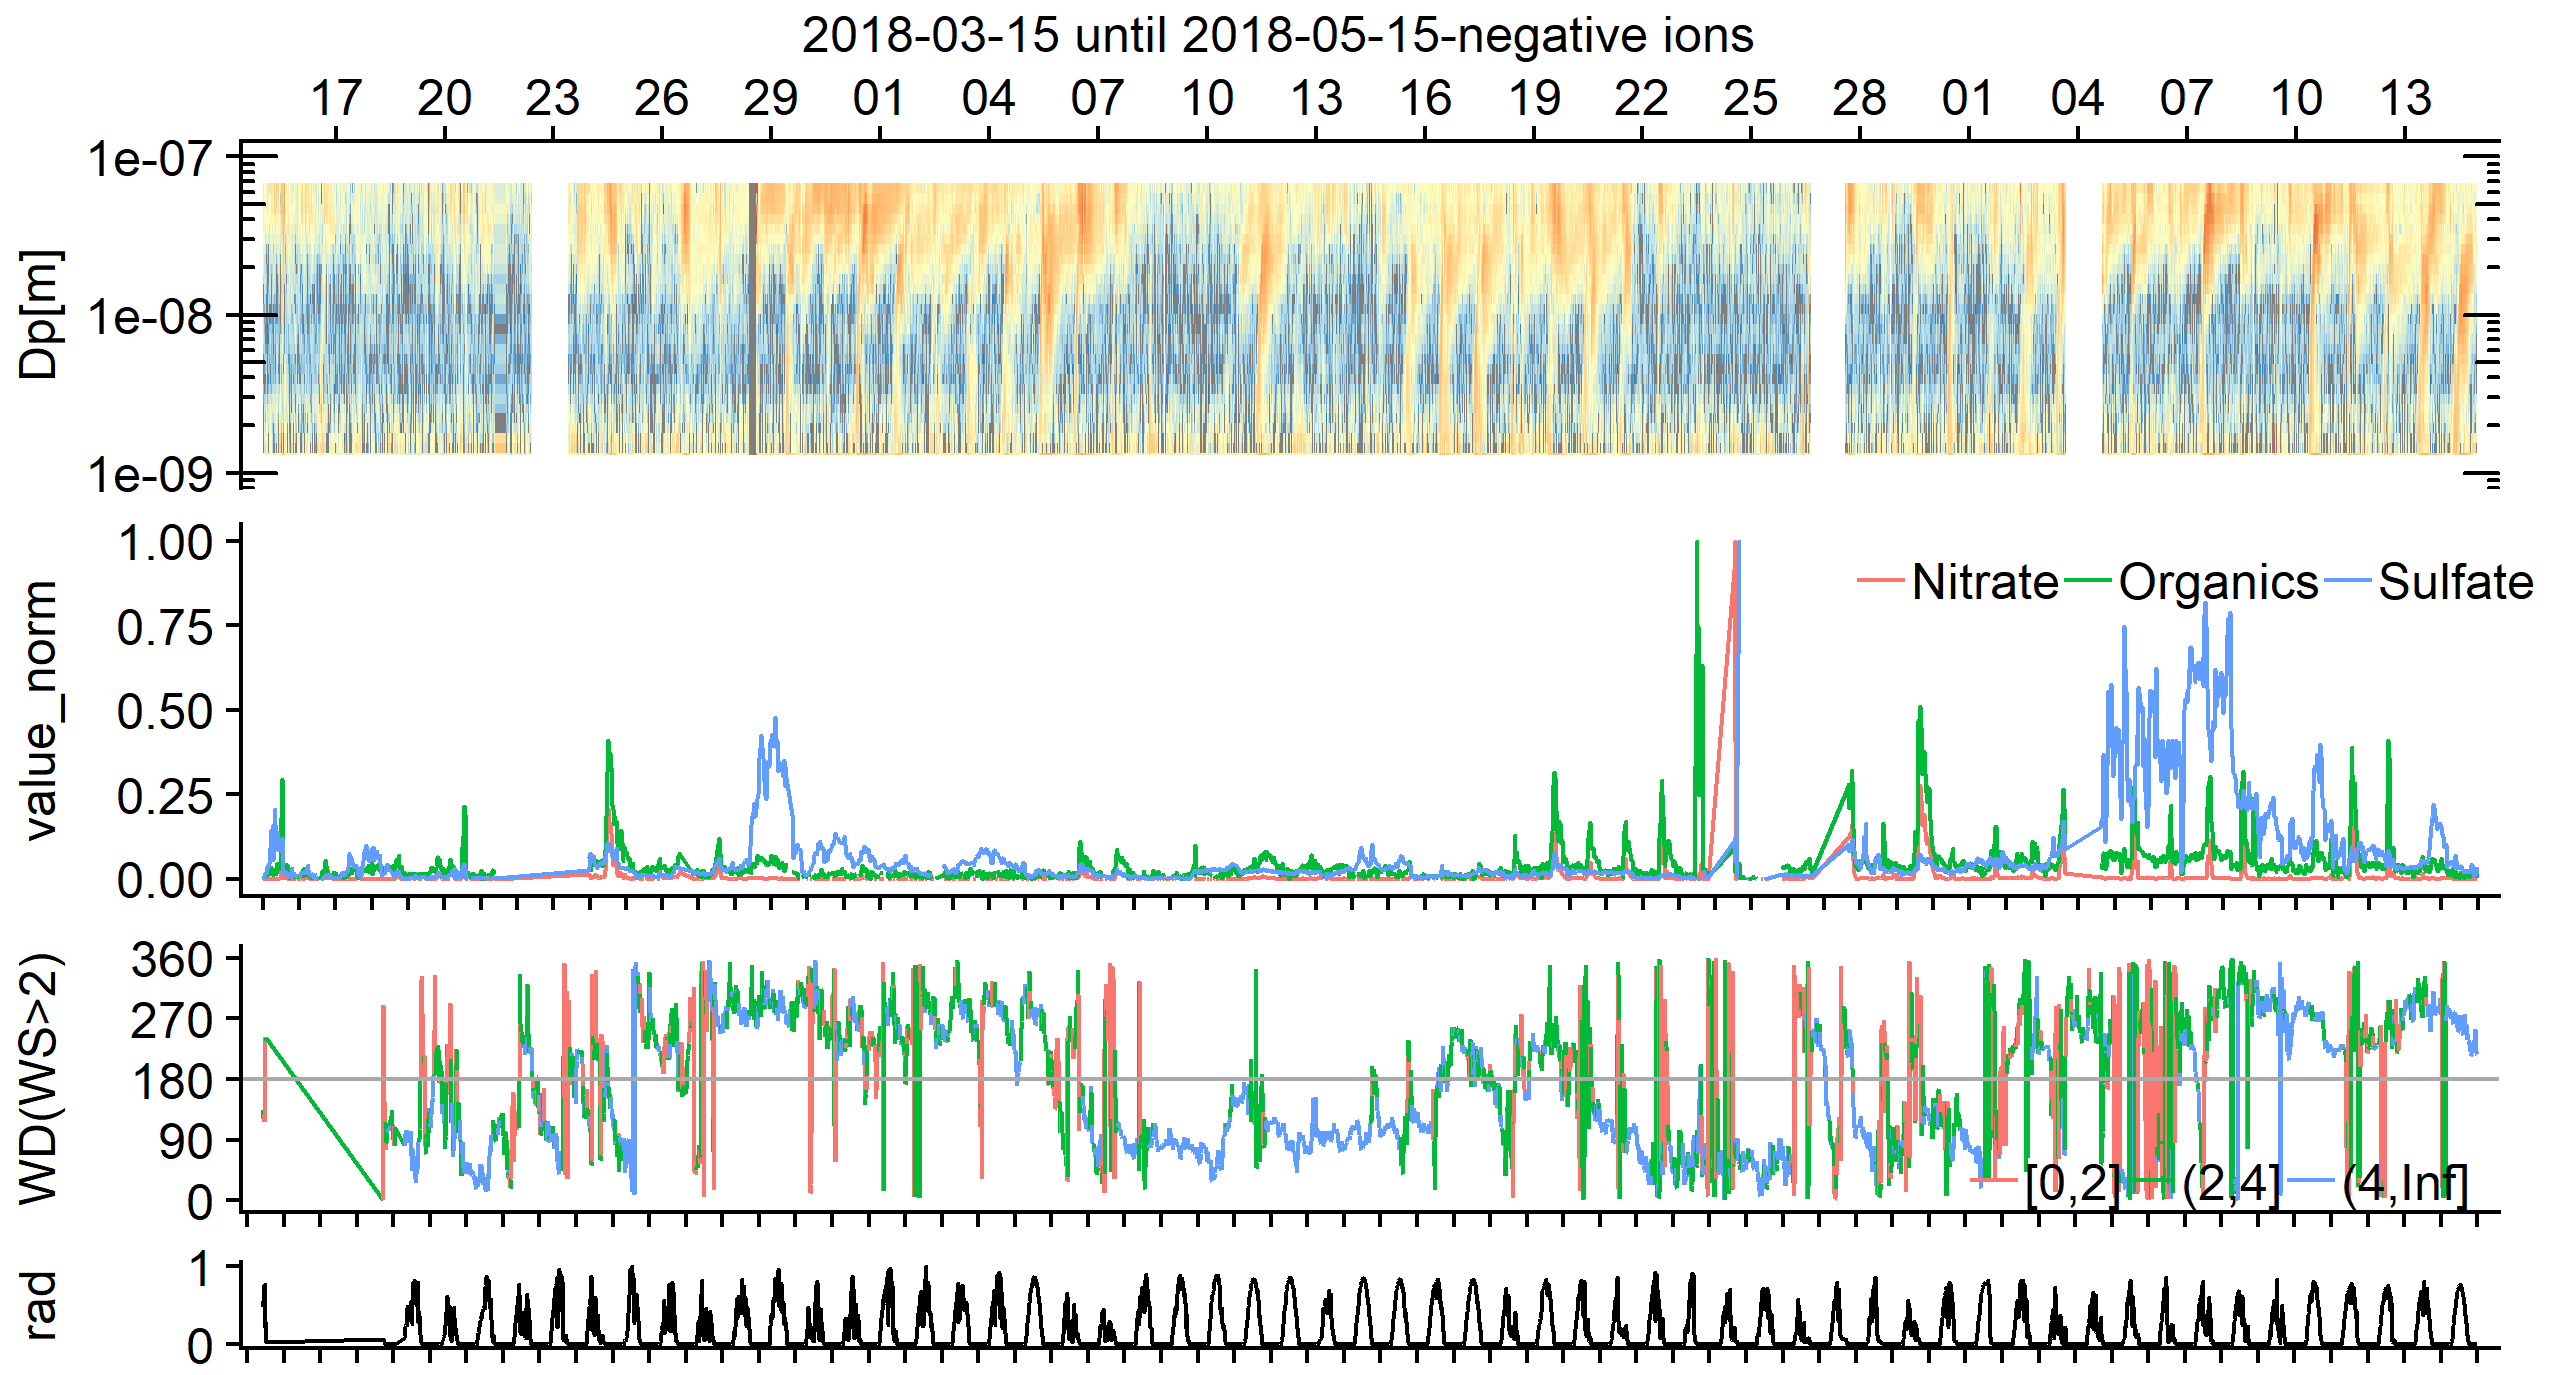 2018-03-15 until 2018-05-15-negative ions
17 20 23 26 29 01 04 07 10 13 16 19 22 25 28 01 04 07 10 13
Dp[m]
1e-07
1e-08
1e-09
value_norm
1.00
0.75
0.50
0.25
0.00
Nitrate Organics Sulfate
WD(WS>2)
360
270
180
90
0
[0,2] (2,4] (4,Inf]
rad
1
0